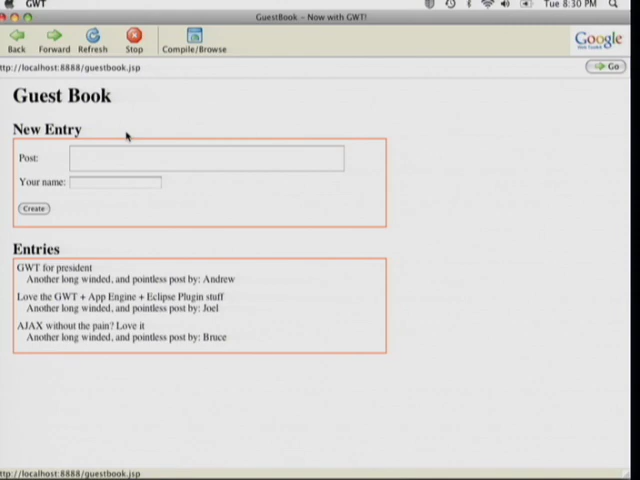 GWT
Tue 8:30 PM
GuestBook – Now with GWT!
Back Forward Refresh Stop Compile/Browse
Google
ttp://localhost:8888/guestbook.jsp
Go
Guest Book
New Entry
Post:
Your name:
Create
Entries
GWT for president
Another long winded, and pointless post by: Andrew
Love the GWT + App Engine + Eclipse Plugin stuff
Another long winded, and pointless post by: Joel
AJAX without the pain? Love it
Another long winded, and pointless post by: Bruce
ttp://localhost:8888/guestbook.jsp